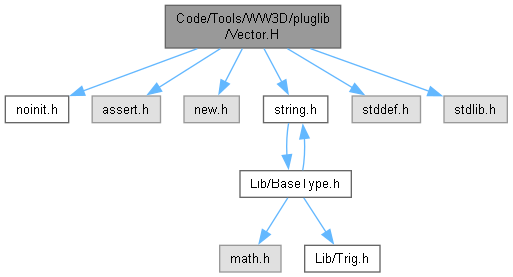 Code/Tools/WW3D/pluglib
/Vector.H
noinit.h
assert.h
new.h
string.h
stddef.h
stdlib.h
Lib/BaseType.h
math.h
Lib/Trig.h